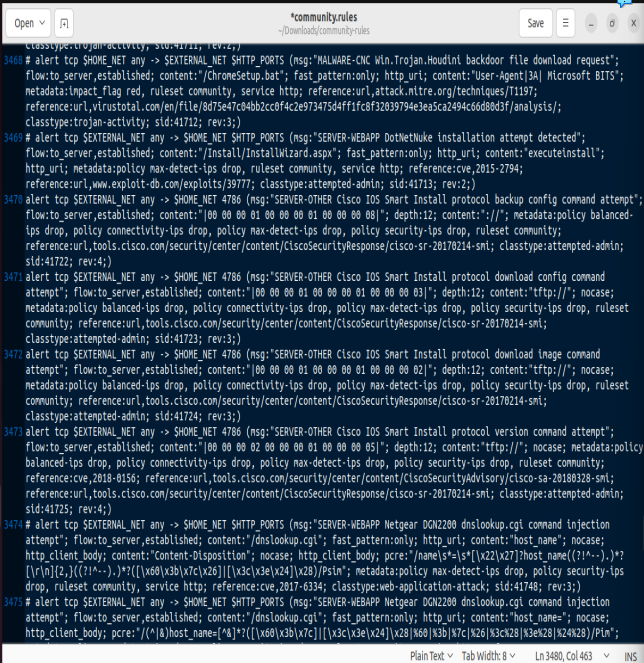 Open
*community.rules
~/Downloads/community-rules
Save
classtype:trojan-activity; sid:41711; rev:2;)
3468 # alert tcp $HOME_NET any -> $EXTERNAL_NET $HTTP_PORTS (msg:"MALWARE-CNC Win.Trojan.Houdini backdoor file download request";
flow:to_server,established; content:"/ChromeSetup.bat"; fast_pattern:only; http_uri; content:"User-Agent|3A| Microsoft BITS";
metadata:impact_flag red, ruleset community, service http; reference:url,attack.mitre.org/techniques/T1197;
reference:url,virustotal.com/en/file/8d75e47c04bb2cc0f4c2e973475d4ff1fc8f32039794e3ea5ca2494c66d80d3f/analysis/;
classtype:trojan-activity; sid:41712; rev:3;)
3469 # alert tcp $EXTERNAL_NET any -> $HOME_NET $HTTP_PORTS (msg:"SERVER-WEBAPP DotNetNuke installation attempt detected";
flow:to_server,established; content:"/Install/InstallWizard.aspx"; fast_pattern:only; http_uri; content:"executeinstall";
http_uri; metadata:policy max-detect-ips drop, ruleset community, service http; reference:cve,2015-2794;
reference:url,www.exploit-db.com/exploits/39777; classtype:attempted-admin; sid:41713; rev:2;)
3470 alert tcp $EXTERNAL_NET any -> $HOME_NET 4786 (msg:"SERVER-OTHER Cisco IOS Smart Install protocol backup config command attempt";
flow:to_server,established; content:"|00 00 00 01 00 00 00 01 00 00 00 08|"; depth:12; content:"://"; metadata:policy balanced-
ips drop, policy connectivity-ips drop, policy max-detect-ips drop, policy security-ips drop, ruleset community;
reference:url,tools.cisco.com/security/center/content/CiscoSecurityResponse/cisco-sr-20170214-smi; classtype:attempted-admin;
sid:41722; rev:4;)
3471 alert tcp $EXTERNAL_NET any -> $HOME_NET 4786 (msg:"SERVER-OTHER Cisco IOS Smart Install protocol download config command
attempt"; flow:to_server,established; content:"|00 00 00 01 00 00 00 01 00 00 00 03|"; depth:12; content:"tftp://"; nocase;
metadata:policy balanced-ips drop, policy connectivity-ips drop, policy max-detect-ips drop, policy security-ips drop, ruleset
community; reference:url,tools.cisco.com/security/center/content/CiscoSecurityResponse/cisco-sr-20170214-smi;
classtype:attempted-admin; sid:41723; rev:3;)
3472 alert tcp $EXTERNAL_NET any -> $HOME_NET 4786 (msg:"SERVER-OTHER Cisco IOS Smart Install protocol download image command
attempt"; flow:to_server,established; content:"|00 00 00 01 00 00 00 01 00 00 00 02|"; depth:12; content:"tftp://"; nocase;
metadata:policy balanced-ips drop, policy connectivity-ips drop, policy max-detect-ips drop, policy security-ips drop, ruleset
community; reference:url,tools.cisco.com/security/center/content/CiscoSecurityResponse/cisco-sr-20170214-smi;
classtype:attempted-admin; sid:41724; rev:3;)
3473 alert tcp $EXTERNAL_NET any -> $HOME_NET 4786 (msg:"SERVER-OTHER Cisco IOS Smart Install protocol version command attempt";
flow:to_server,established; content:"|00 00 00 02 00 00 00 01 00 00 00 05|"; depth:12; content:"tftp://"; nocase; metadata:policy
balanced-ips drop, policy connectivity-ips drop, policy max-detect-ips drop, policy security-ips drop, ruleset community;
reference:cve,2018-0156; reference:url,tools.cisco.com/security/center/content/CiscoSecurityAdvisory/cisco-sa-20180328-smi;
reference:url,tools.cisco.com/security/center/content/CiscoSecurityResponse/cisco-sr-20170214-smi; classtype:attempted-admin;
sid:41725; rev:4;)
3474 # alert tcp $EXTERNAL_NET any -> $HOME_NET $HTTP_PORTS (msg:"SERVER-WEBAPP Netgear DGN2200 dnslookup.cgi command injection
attempt"; flow:to_server,established; content:"/dnslookup.cgi"; fast_pattern:only; http_uri; content:"host_name"; nocase;
http_client_body; content:"Content-Disposition"; nocase; http_client_body; pcre:"/name\s*=\s*[\x22\x27]?host_name((?!^--).)*?
[\r\n]{2,}((?!^--).)*?([\x60\x3b\x7c\x26]|[\x3c\x3e\x24]\x28)/Psim"; metadata:policy max-detect-ips drop, policy security-ips
drop, ruleset community, service http; reference:cve,2017-6334; classtype:web-application-attack; sid:41748; rev:3;)
3475 # alert tcp $EXTERNAL_NET any -> $HOME_NET $HTTP_PORTS (msg:"SERVER-WEBAPP Netgear DGN2200 dnslookup.cgi command injection
attempt"; flow:to_server,established; content:"/dnslookup.cgi"; fast_pattern:only; http_uri; content:"host_name="; nocase;
http_client_body; pcre:"/(^|&)host_name=[^&]*?([\x60\x3b\x7c]|[\x3c\x3e\x24]\x28|%60|%3b|%7c|%26|%3c%28|%3e%28|%24%28)/Pim";
Plain Text Tab Width: 8 Ln 3480, Col 463 INS